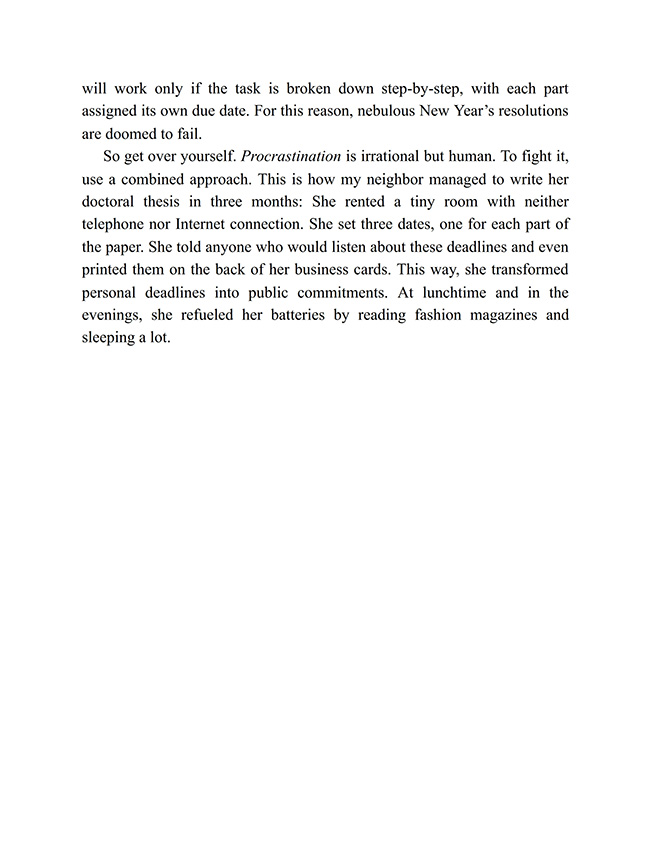 will work only if the task is broken down step-by-step, with each part
assigned its own due date. For this reason, nebulous New Year’s resolutions
are doomed to fail.
So get over yourself. Procrastination is irrational but human. To fight it,
use a combined approach. This is how my neighbor managed to write her
doctoral thesis in three months: She rented a tiny room with neither
telephone nor Internet connection. She set three dates, one for each part of
the paper. She told anyone who would listen about these deadlines and even
printed them on the back of her business cards. This way, she transformed
personal deadlines into public commitments. At lunchtime and in the
evenings, she refueled her batteries by reading fashion magazines and
sleeping a lot.